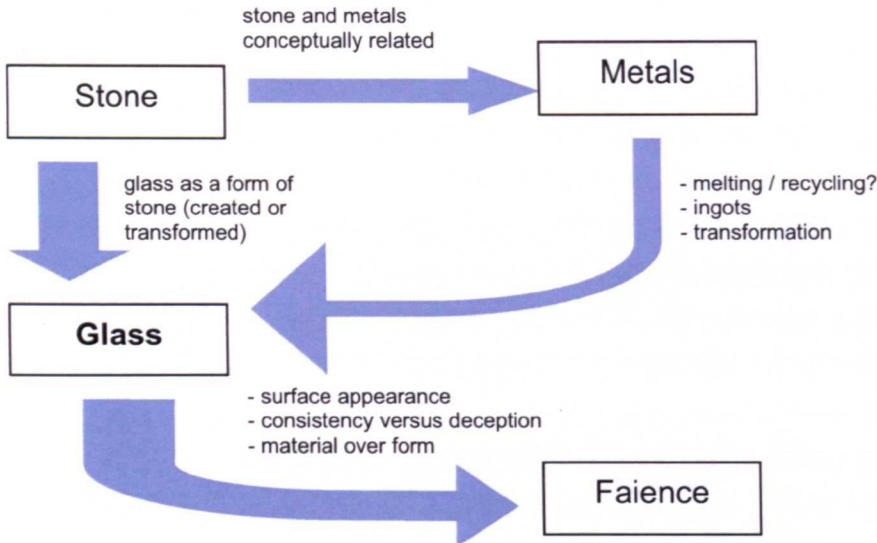 stone and metals
conceptually related
Stone
Metals
glass as a form of
stone (created or
transformed)
- melting / recycling?
- ingots
- transformation
Glass
- surface appearance
- consistency versus deception
- material over form
Faience